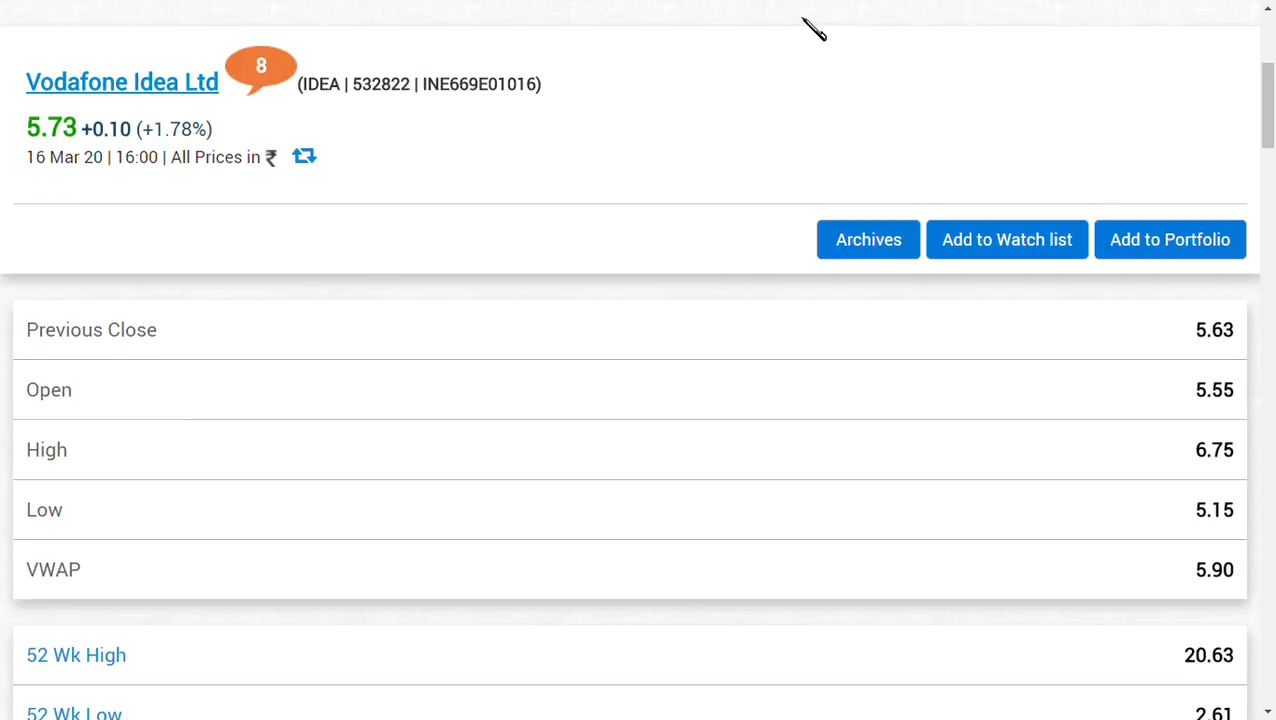 Vodafone Idea Ltd 8 (IDEA | 532822 | INE669E01016)
5.73 +0.10 (+1.78%)
16 Mar 20 | 16:00 | All Prices in ₹
Archives Add to Watch list Add to Portfolio
Previous Close 5.63
Open 5.55
High 6.75
Low 5.15
VWAP 5.90
52 Wk High 20.63
52 Wk Low 2.61